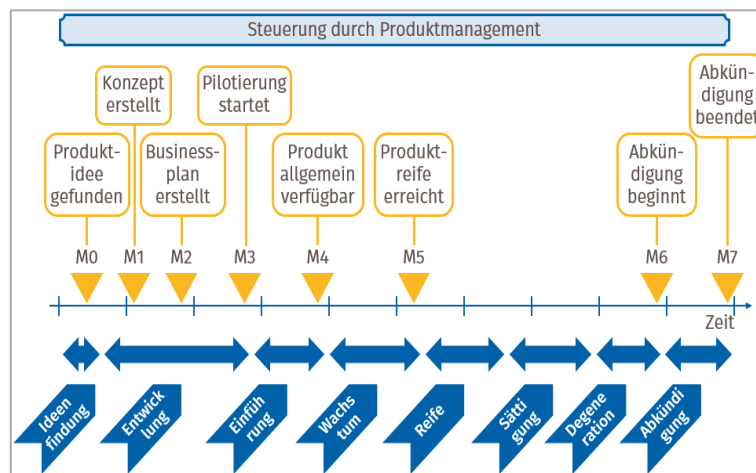 Steuerung durch Produktmanagement
Konzept
erstellt
Pilotierung
startet
Abkün-
digung
beendet
Produkt-
idee
gefunden
Business-
plan
erstellt
Produkt
allgemein
verfügbar
Produkt-
reife
erreicht
Abkün-
digung
beginnt
M0
M1
M2
M3
M4
M5
M6
M7
Zeit
Ideen
findung
Entwick
lung
Einfüh
rung
Wachs
tum
Reife
Sätti
gung
Degene
ration
Abkündi
gung